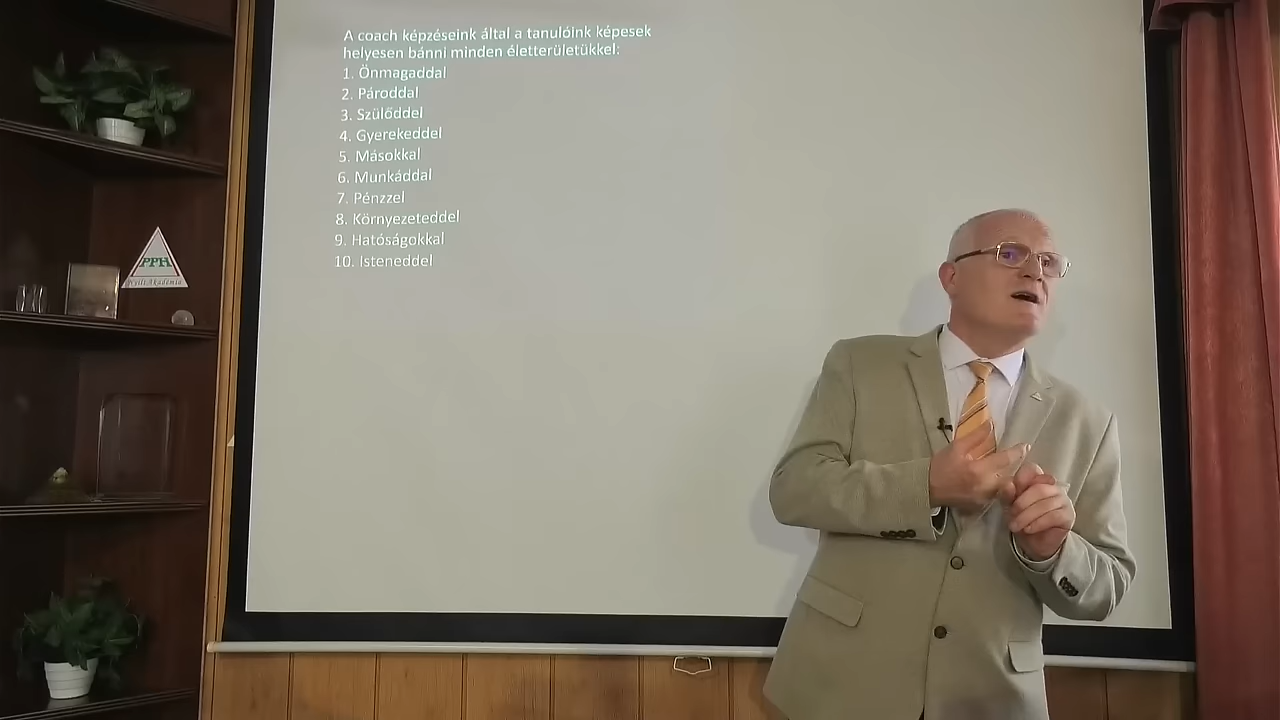 A coach képzéseink által a tanulóink képesek
helyesen bánni minden életterületükkel:
1. Önmagaddal
2. Pároddal
3. Szülőddel
4. Gyerekeddel
5. Másokkal
6. Munkáddal
7. Pénzzel
8. Környezeteddel
9. Hatóságokkal
10. Isteneddel
PPH
NyíltAkadémia